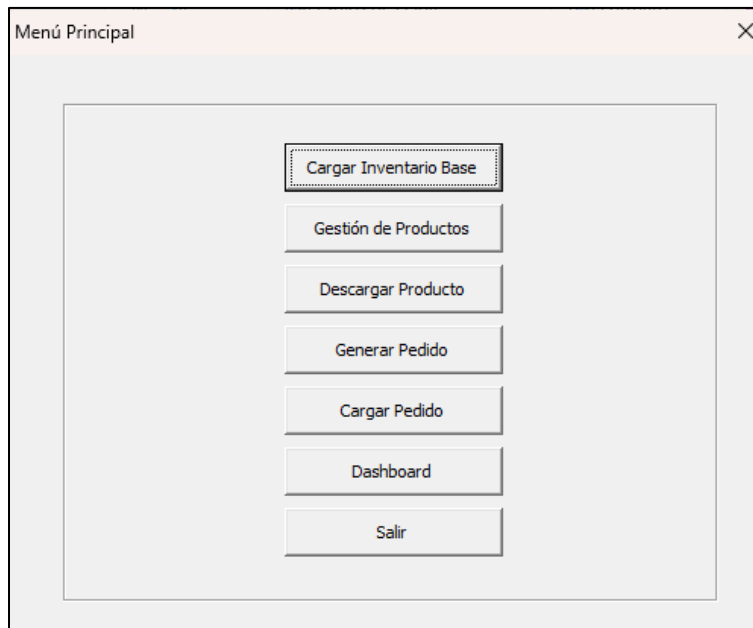 Menú Principal
Cargar Inventario Base
Gestión de Productos
Descargar Producto
Generar Pedido
Cargar Pedido
Dashboard
Salir